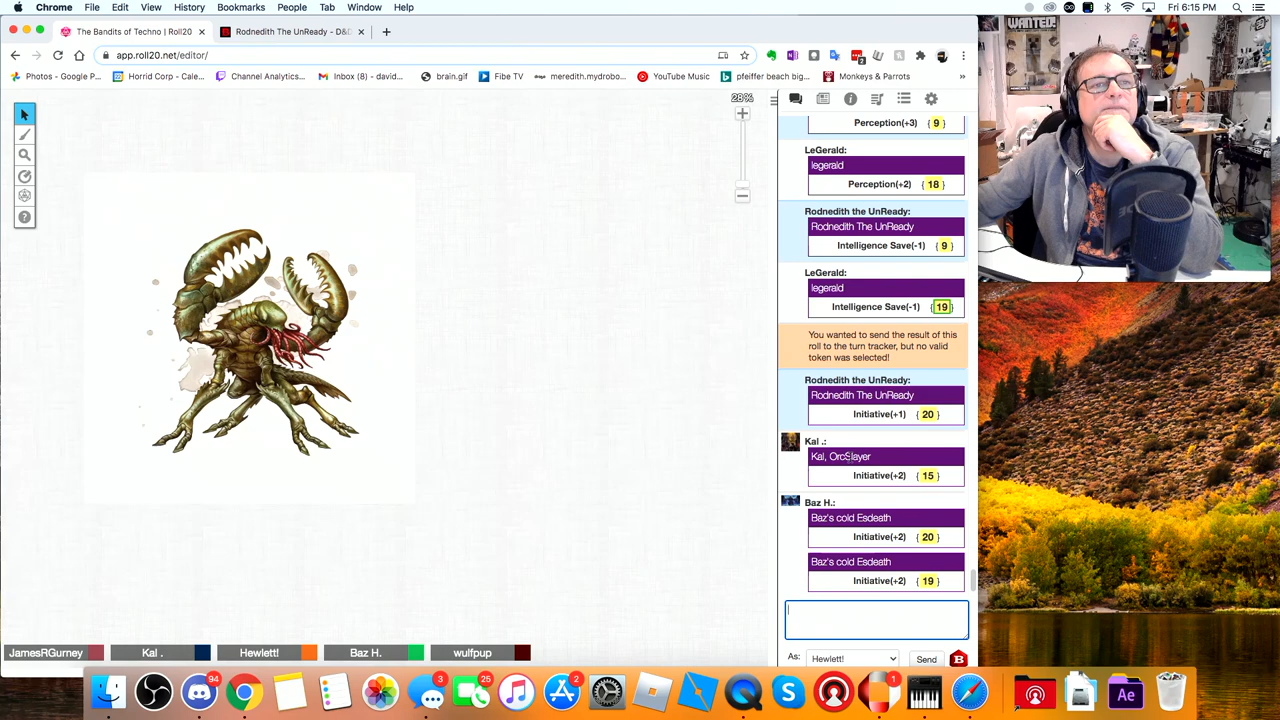 Chrome File Edit View History Bookmarks People Tab Window Help
Fri 6:15 PM
The Bandits of Techno | Roll20
Rodnedith The UnReady - D&D
app.roll20.net/editor/
Photos - Google P...
Horrid Corp - Caler...
Channel Analytics...
Inbox (8) - david...
brain.gif
Fibe TV
meredith.mydrobo...
YouTube Music
pfeiffer beach big...
Monkeys & Parrots
WANTED!
28%
Perception(+3) { 9 }
LeGerald:
legerald
Perception(+2) { 18 }
Rodnedith the UnReady:
Rodnedith The UnReady
Intelligence Save(-1) { 9 }
LeGerald:
legerald
Intelligence Save(-1) { 19 }
You wanted to send the result of this
roll to the turn tracker, but no valid
token was selected!
Rodnedith the UnReady:
Rodnedith The UnReady
Initiative(+1) { 20 }
Kal .:
Kal, OrcSlayer
Initiative(+2) { 15 }
Baz H.:
Baz's cold Esdeath
Initiative(+2) { 20 }
Baz's cold Esdeath
Initiative(+2) { 19 }
JamesRGurney
Kal .
Hewlett!
Baz H.
wulfpup
As: Hewlett! Send
94
3
25
2
1
Ae